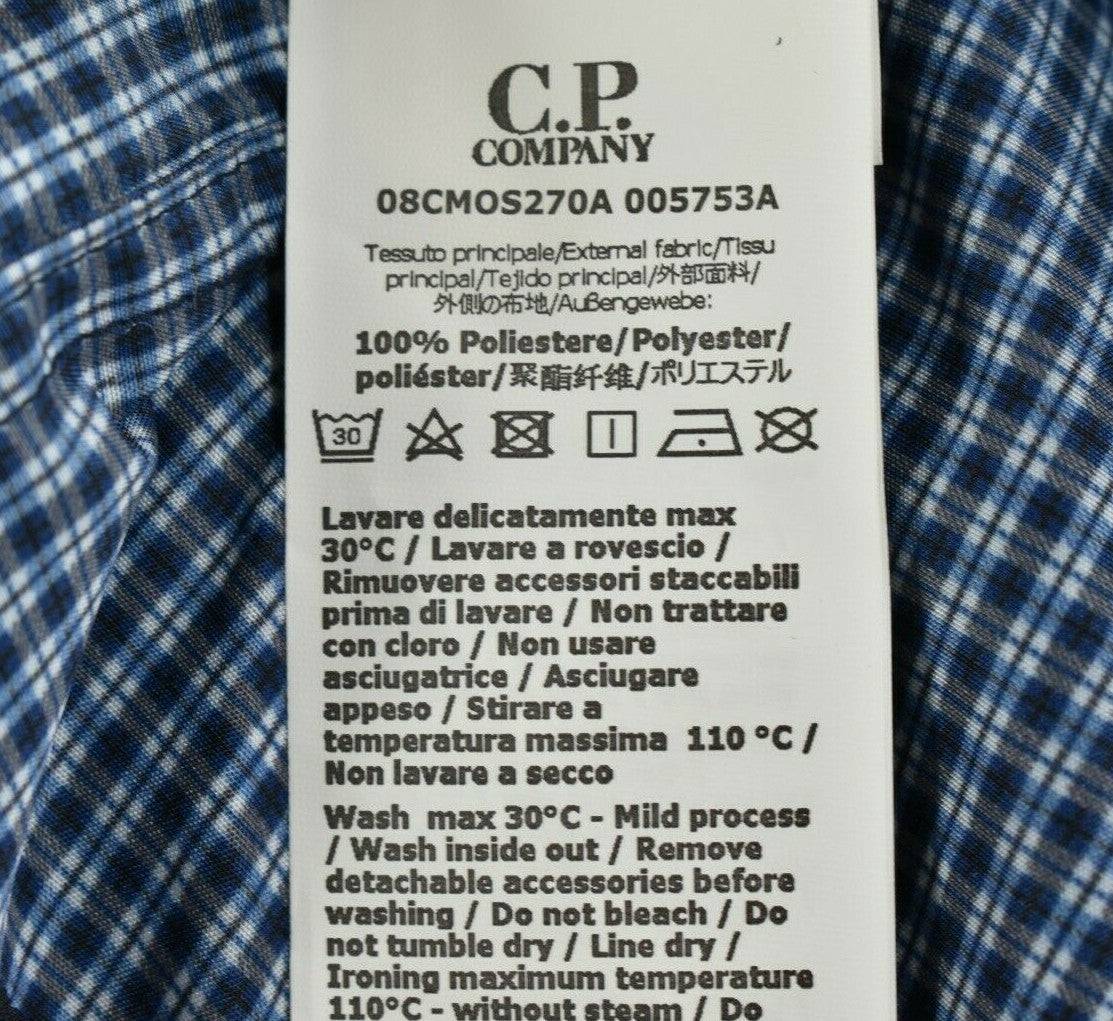 C.P.
COMPANY
08CMOS270A 005753A
Tessuto principale/External fabric/Tissu
principal/Tejido principal/外部面料/
外側の布地/Außengewebe:
100% Poliestere/Polyester/
poliéster/聚酯纤维/ポリエステル
30
Lavare delicatamente max
30°C / Lavare a rovescio /
Rimuovere accessori staccabili
prima di lavare / Non trattare
con cloro / Non usare
asciugatrice / Asciugare
appeso / Stirare a
temperatura massima 110 °C /
Non lavare a secco
Wash max 30°C - Mild process
/ Wash inside out / Remove
detachable accessories before
washing / Do not bleach / Do
not tumble dry / Line dry /
Ironing maximum temperature
110°C - without steam / Do